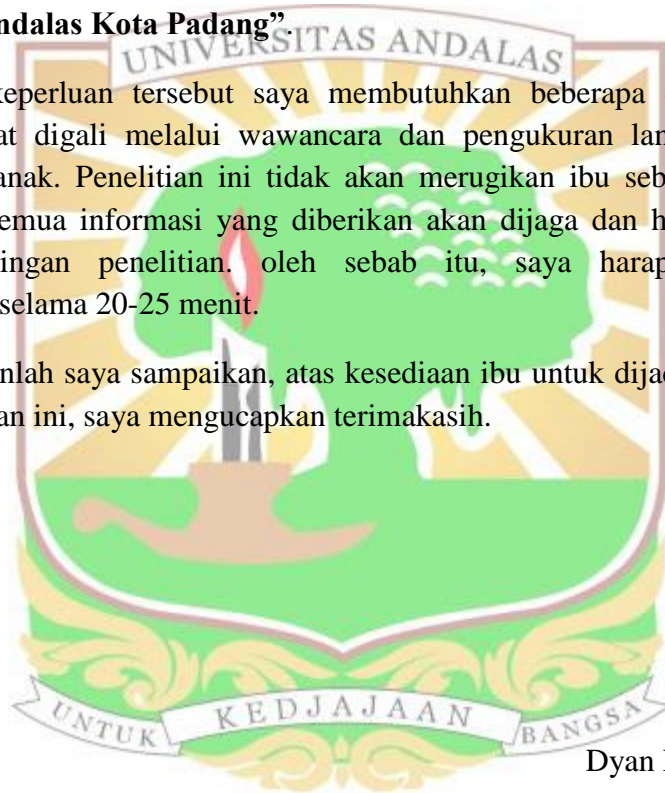 ndalas Kota Padang”.
UNIVERSITAS ANDALAS
keperluan tersebut saya membutuhkan beberapa
at digali melalui wawancara dan pengukuran lan
anak. Penelitian ini tidak akan merugikan ibu seb
emua informasi yang diberikan akan dijaga dan h
ingan penelitian. oleh sebab itu, saya harap
selama 20-25 menit.
nlah saya sampaikan, atas kesediaan ibu untuk dija
an ini, saya mengucapkan terimakasih.
UNTUK KEDJAJAAN BANGSA
Dyan